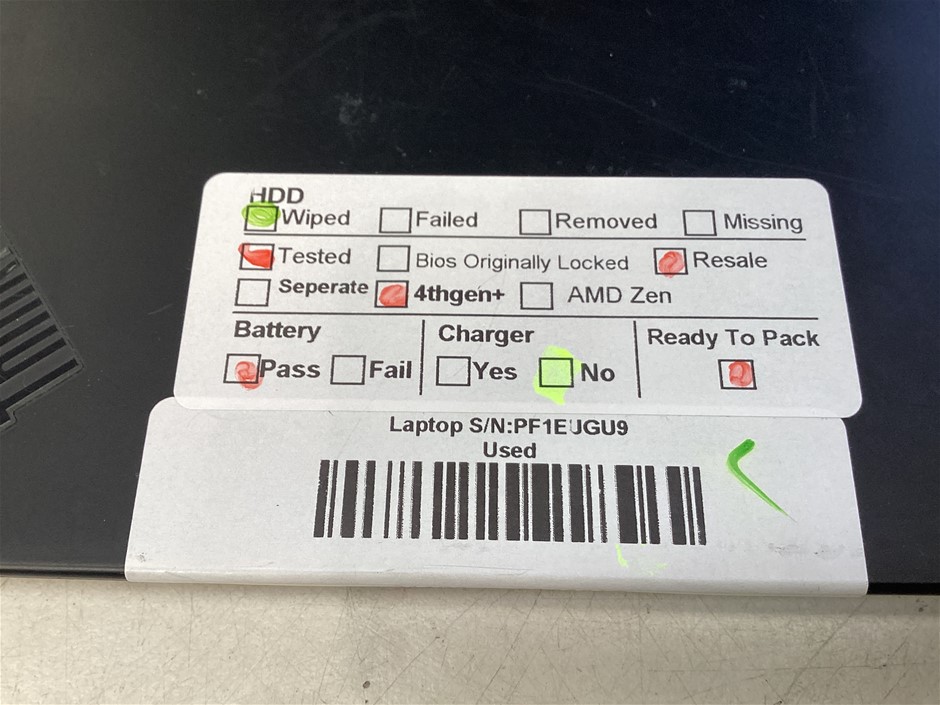 HDD
Wiped Failed Removed Missing
Tested Bios Originally Locked Resale
Seperate 4thgen+ AMD Zen
Battery Charger Ready To Pack
Pass Fail Yes No
Laptop S/N:PF1EJGU9
Used